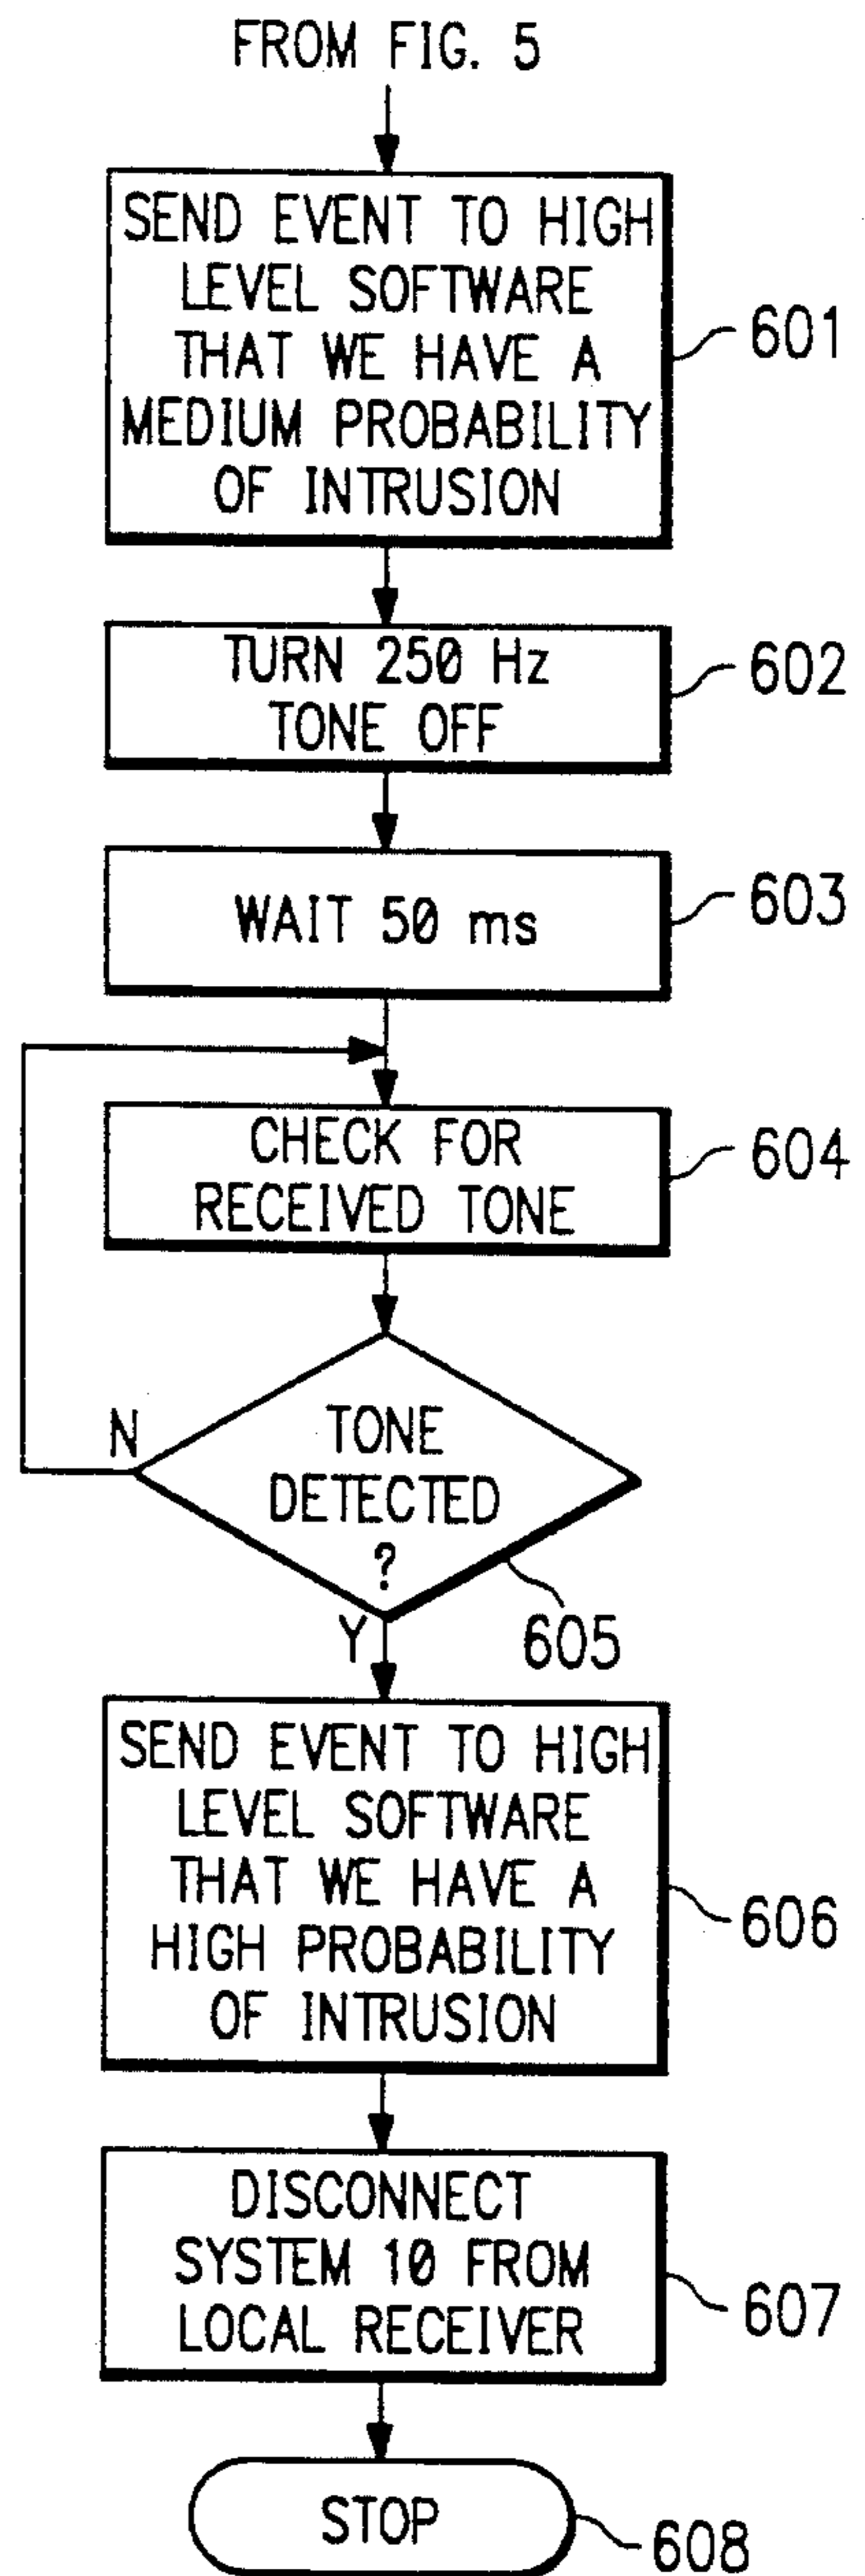 FROM FIG. 5
SEND EVENT TO HIGH
LEVEL SOFTWARE
THAT WE HAVE A
MEDIUM PROBABILITY
OF INTRUSION
601
TURN 250 Hz
TONE OFF
602
WAIT 50 ms
603
CHECK FOR
RECEIVED TONE
604
N
TONE
DETECTED
?
605
Y
SEND EVENT TO HIGH
LEVEL SOFTWARE
THAT WE HAVE A
HIGH PROBABILITY
OF INTRUSION
606
DISCONNECT
SYSTEM 10 FROM
LOCAL RECEIVER
607
STOP
608